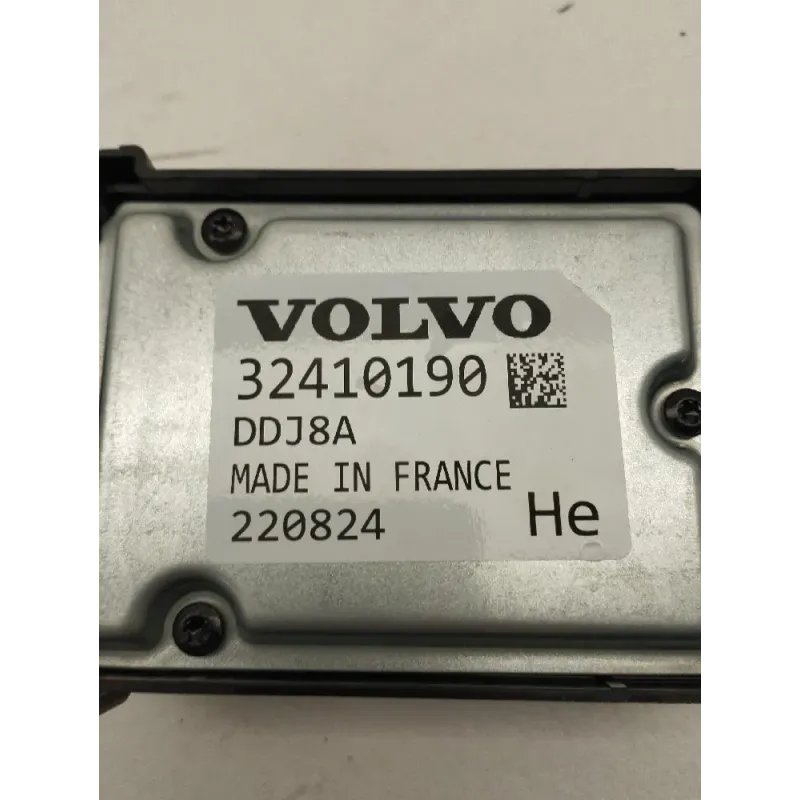 VOLVO
32410190
DDJ8A
MADE IN FRANCE
220824
He